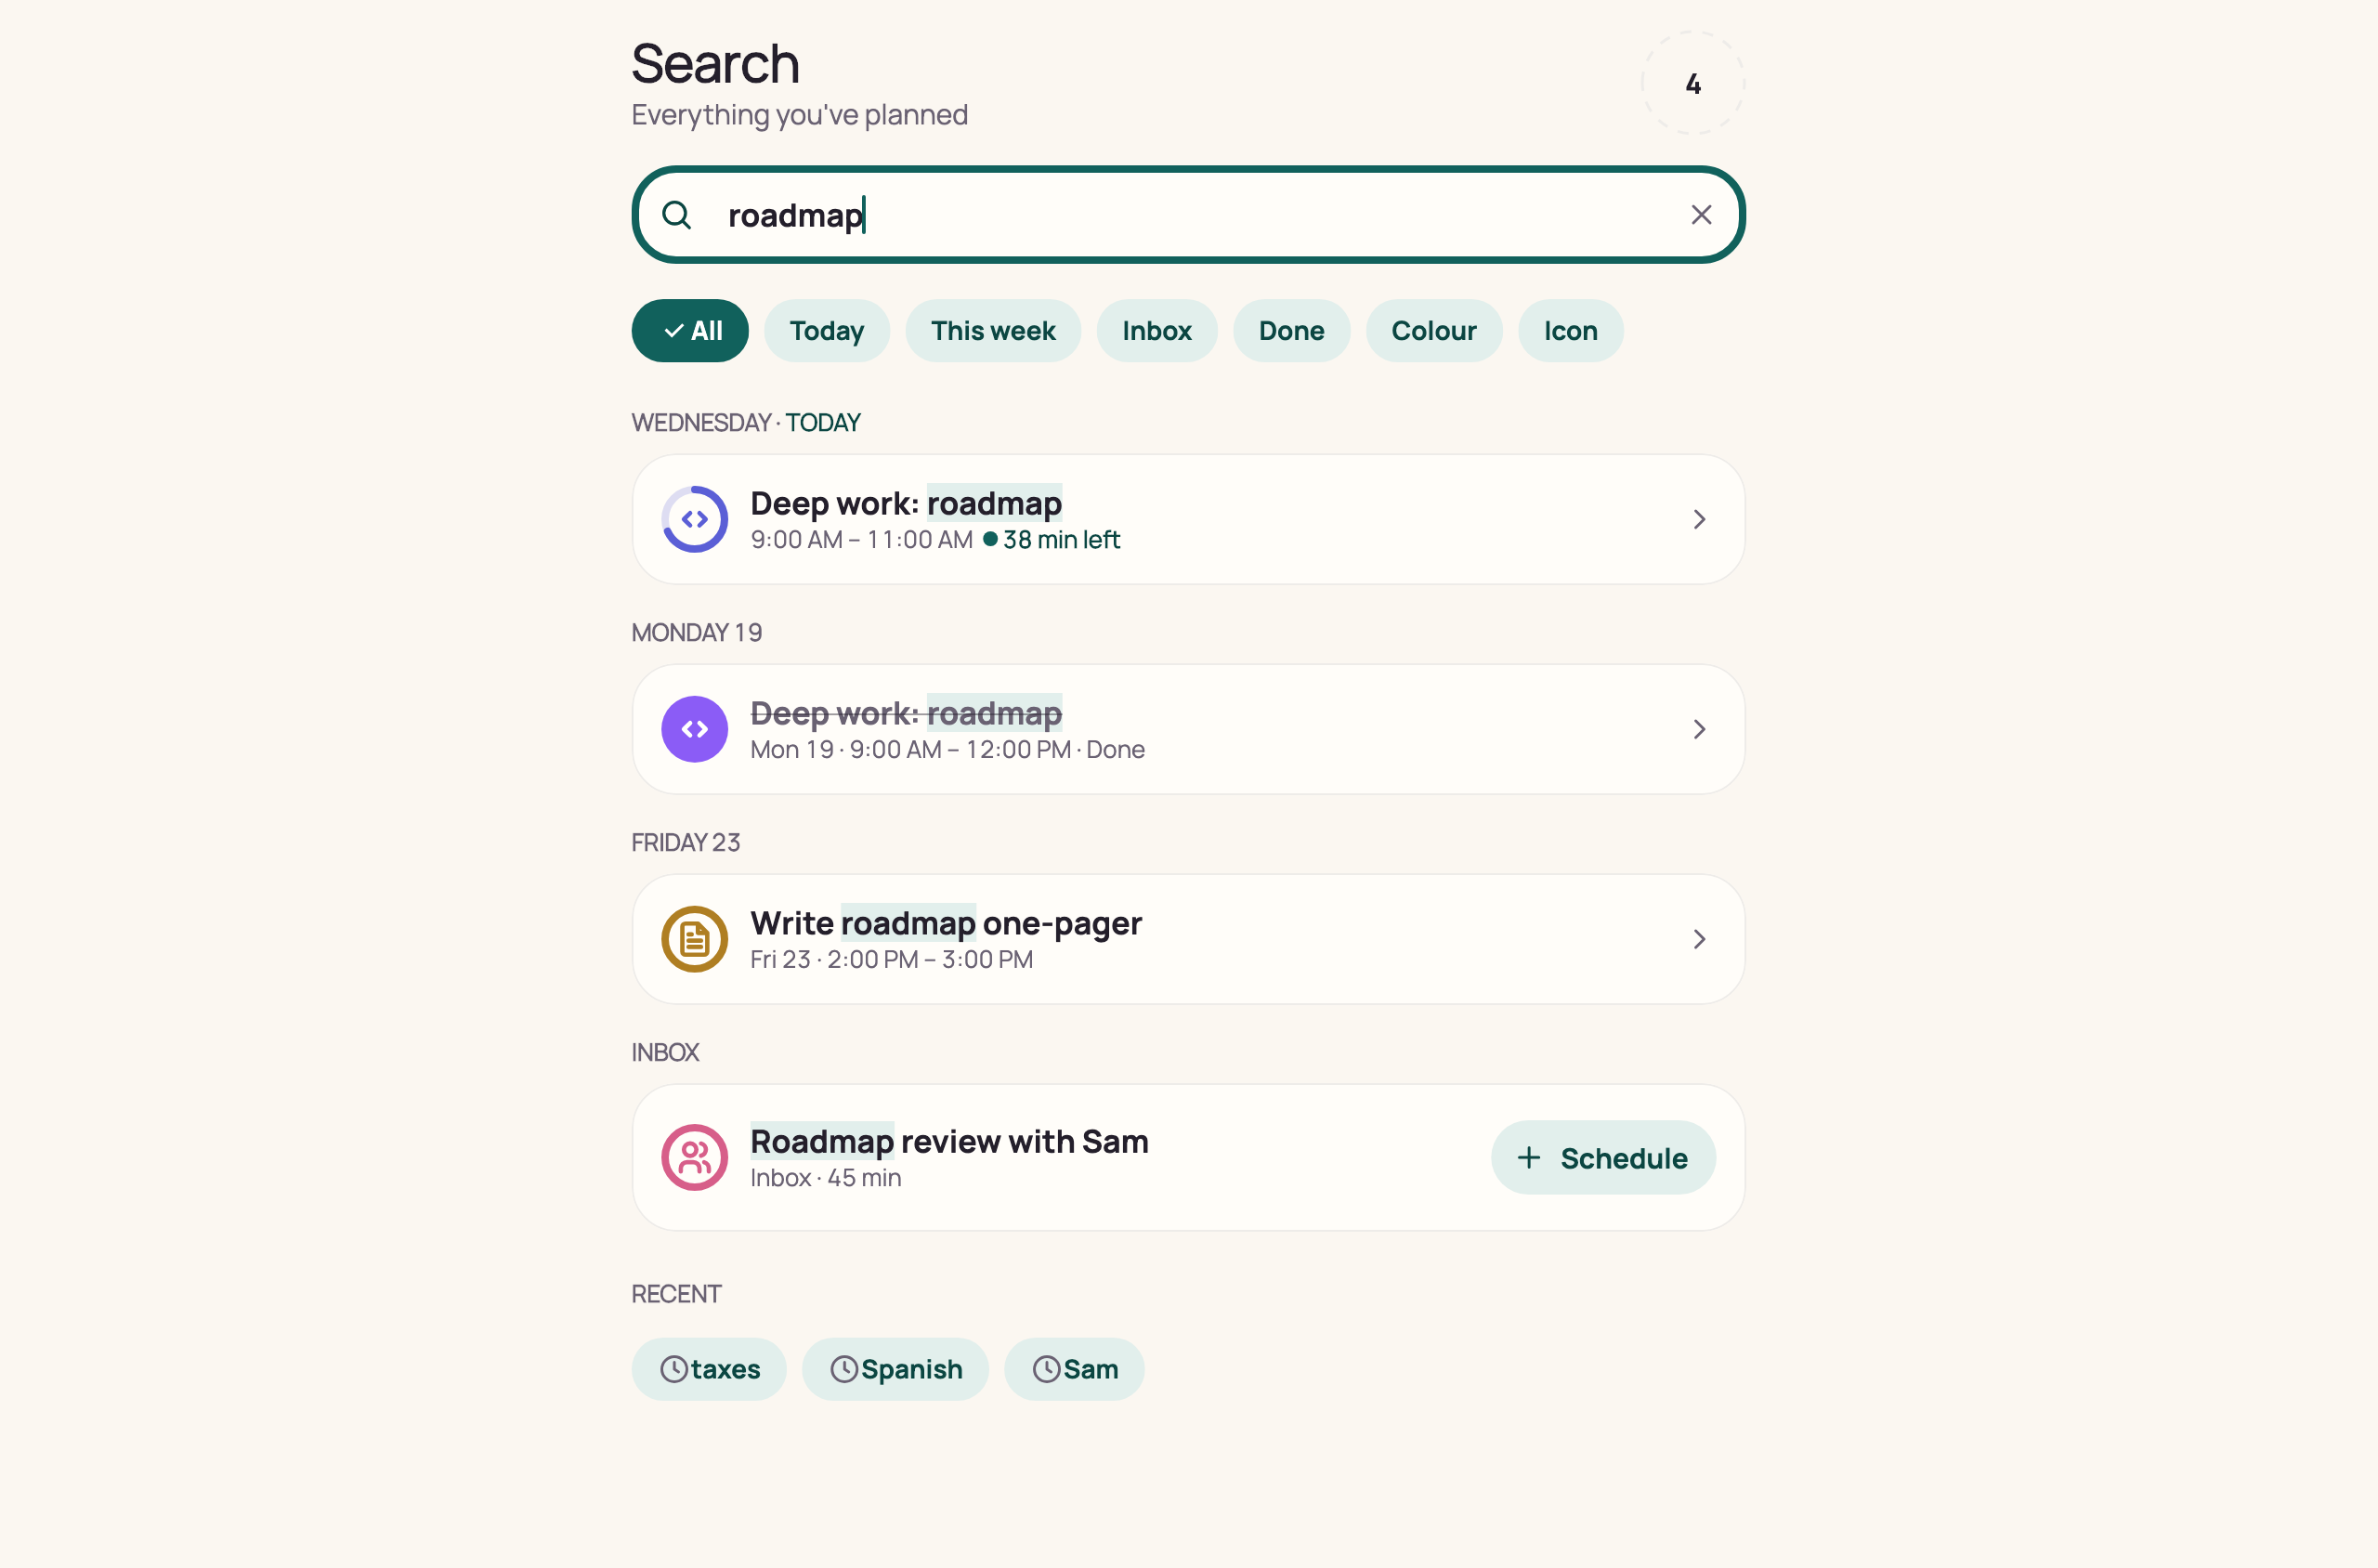 Search
Everything you've planned
4
roadmap
All Today This week Inbox Done Colour Icon
WEDNESDAY · TODAY
Deep work: roadmap
9:00 AM – 11:00 AM 38 min left
MONDAY 19
Deep work: roadmap
Mon 19 · 9:00 AM – 12:00 PM · Done
FRIDAY 23
Write roadmap one-pager
Fri 23 · 2:00 PM – 3:00 PM
INBOX
Roadmap review with Sam
Inbox · 45 min
Schedule
RECENT
taxes Spanish Sam